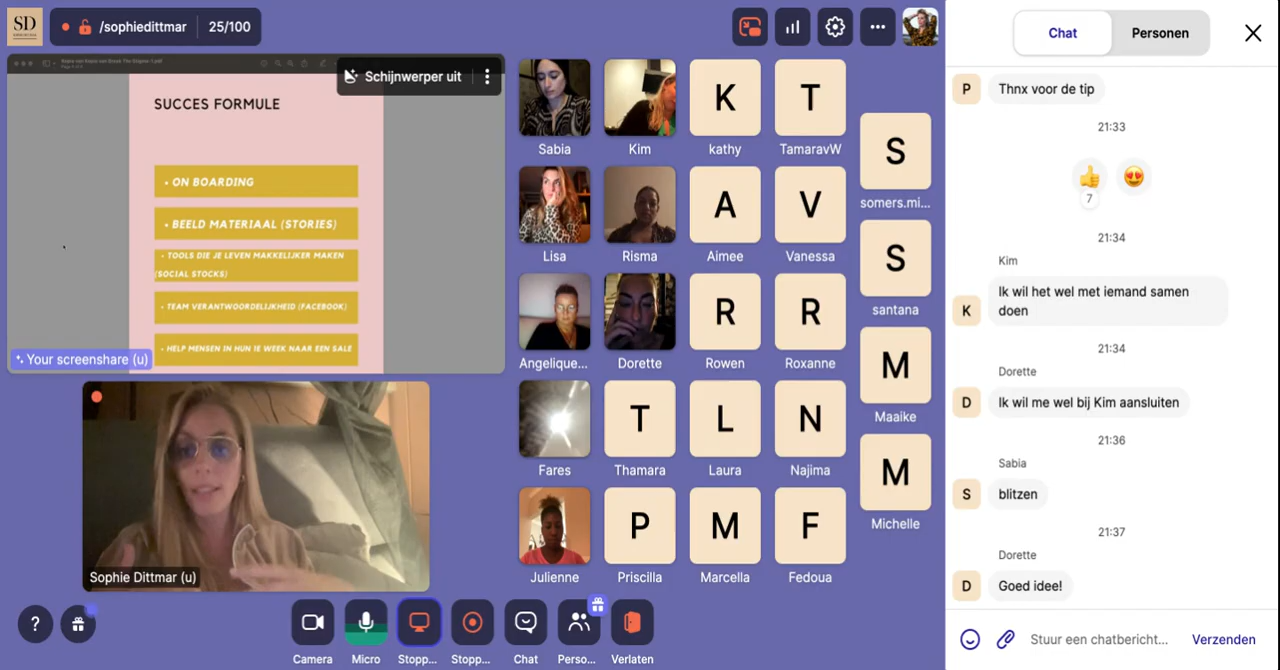 SD
/sophiedittmar
25/100
Schijnwerper uit
SUCCES FORMULE
• ON BOARDING
• BEELD MATERIAAL (STORIES)
• TOOLS DIE JE LEVEN MAKKELIJKER MAKEN
(SOCIAL STOCKS)
• TEAM VERANTWOORDELIJKHEID (FACEBOOK)
• HELP MENSEN IN HUN 1E WEEK NAAR EEN SALE
Your screenshare (u)
Sophie Dittmar (u)
Sabia
Kim
K
kathy
T
TamaravW
Lisa
Risma
A
Aimee
V
Vanessa
Angelique...
Dorette
R
Rowen
R
Roxanne
Fares
T
Thamara
L
Laura
N
Najima
Julienne
P
Priscilla
M
Marcella
F
Fedoua
S
somers.mi...
S
santana
M
Maaike
M
Michelle
?
Camera
Micro
Stopp...
Stopp...
Chat
Perso...
Verlaten
Chat
Personen
P
Thnx voor de tip
21:33
7
21:34
Kim
K
Ik wil het wel met iemand samen
doen
21:34
Dorette
D
Ik wil me wel bij Kim aansluiten
21:36
Sabia
S
blitzen
21:37
Dorette
D
Goed idee!
Stuur een chatbericht...
Verzenden